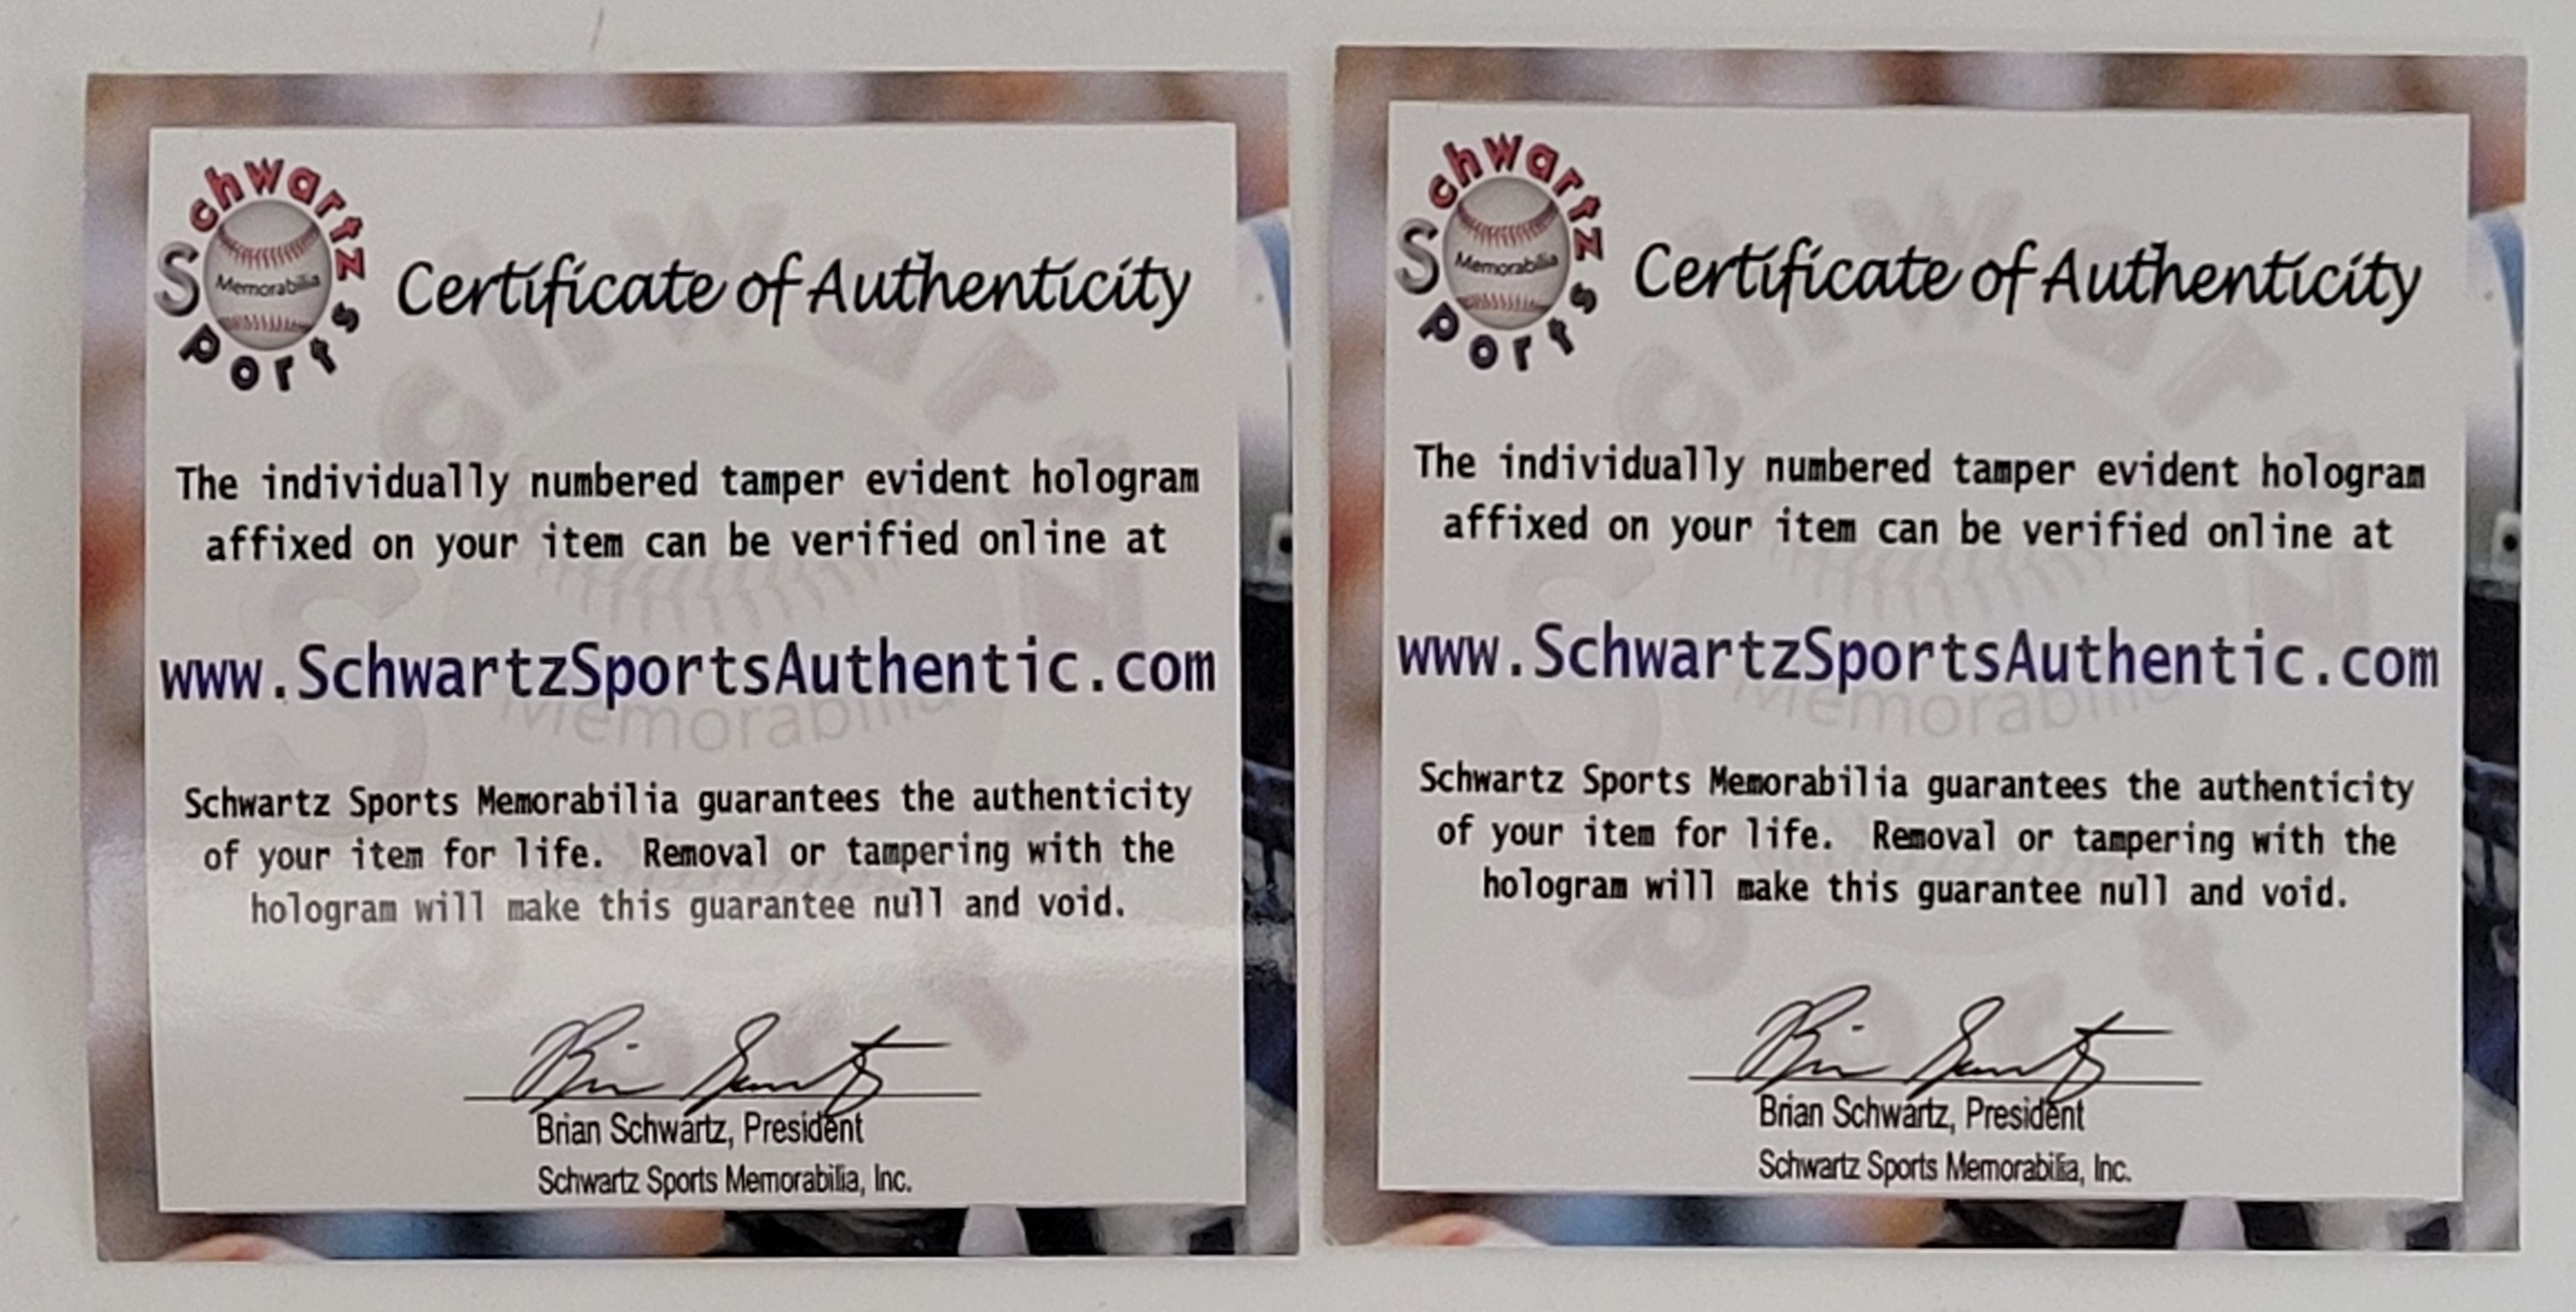 Schwartz
Sports
Memorabilia
Certificate of Authenticity
The individually numbered tamper evident hologram
affixed on your item can be verified online at
www.SchwartzSportsAuthentic.com
Schwartz Sports Memorabilia guarantees the authenticity
of your item for life. Removal or tampering with the
hologram will make this guarantee null and void.
Brian Schwartz
Brian Schwartz, President
Schwartz Sports Memorabilia, Inc.
Schwartz
Sports
Memorabilia
Certificate of Authenticity
The individually numbered tamper evident hologram
affixed on your item can be verified online at
www.SchwartzSportsAuthentic.com
Schwartz Sports Memorabilia guarantees the authenticity
of your item for life. Removal or tampering with the
hologram will make this guarantee null and void.
Brian Schwartz
Brian Schwartz, President
Schwartz Sports Memorabilia, Inc.